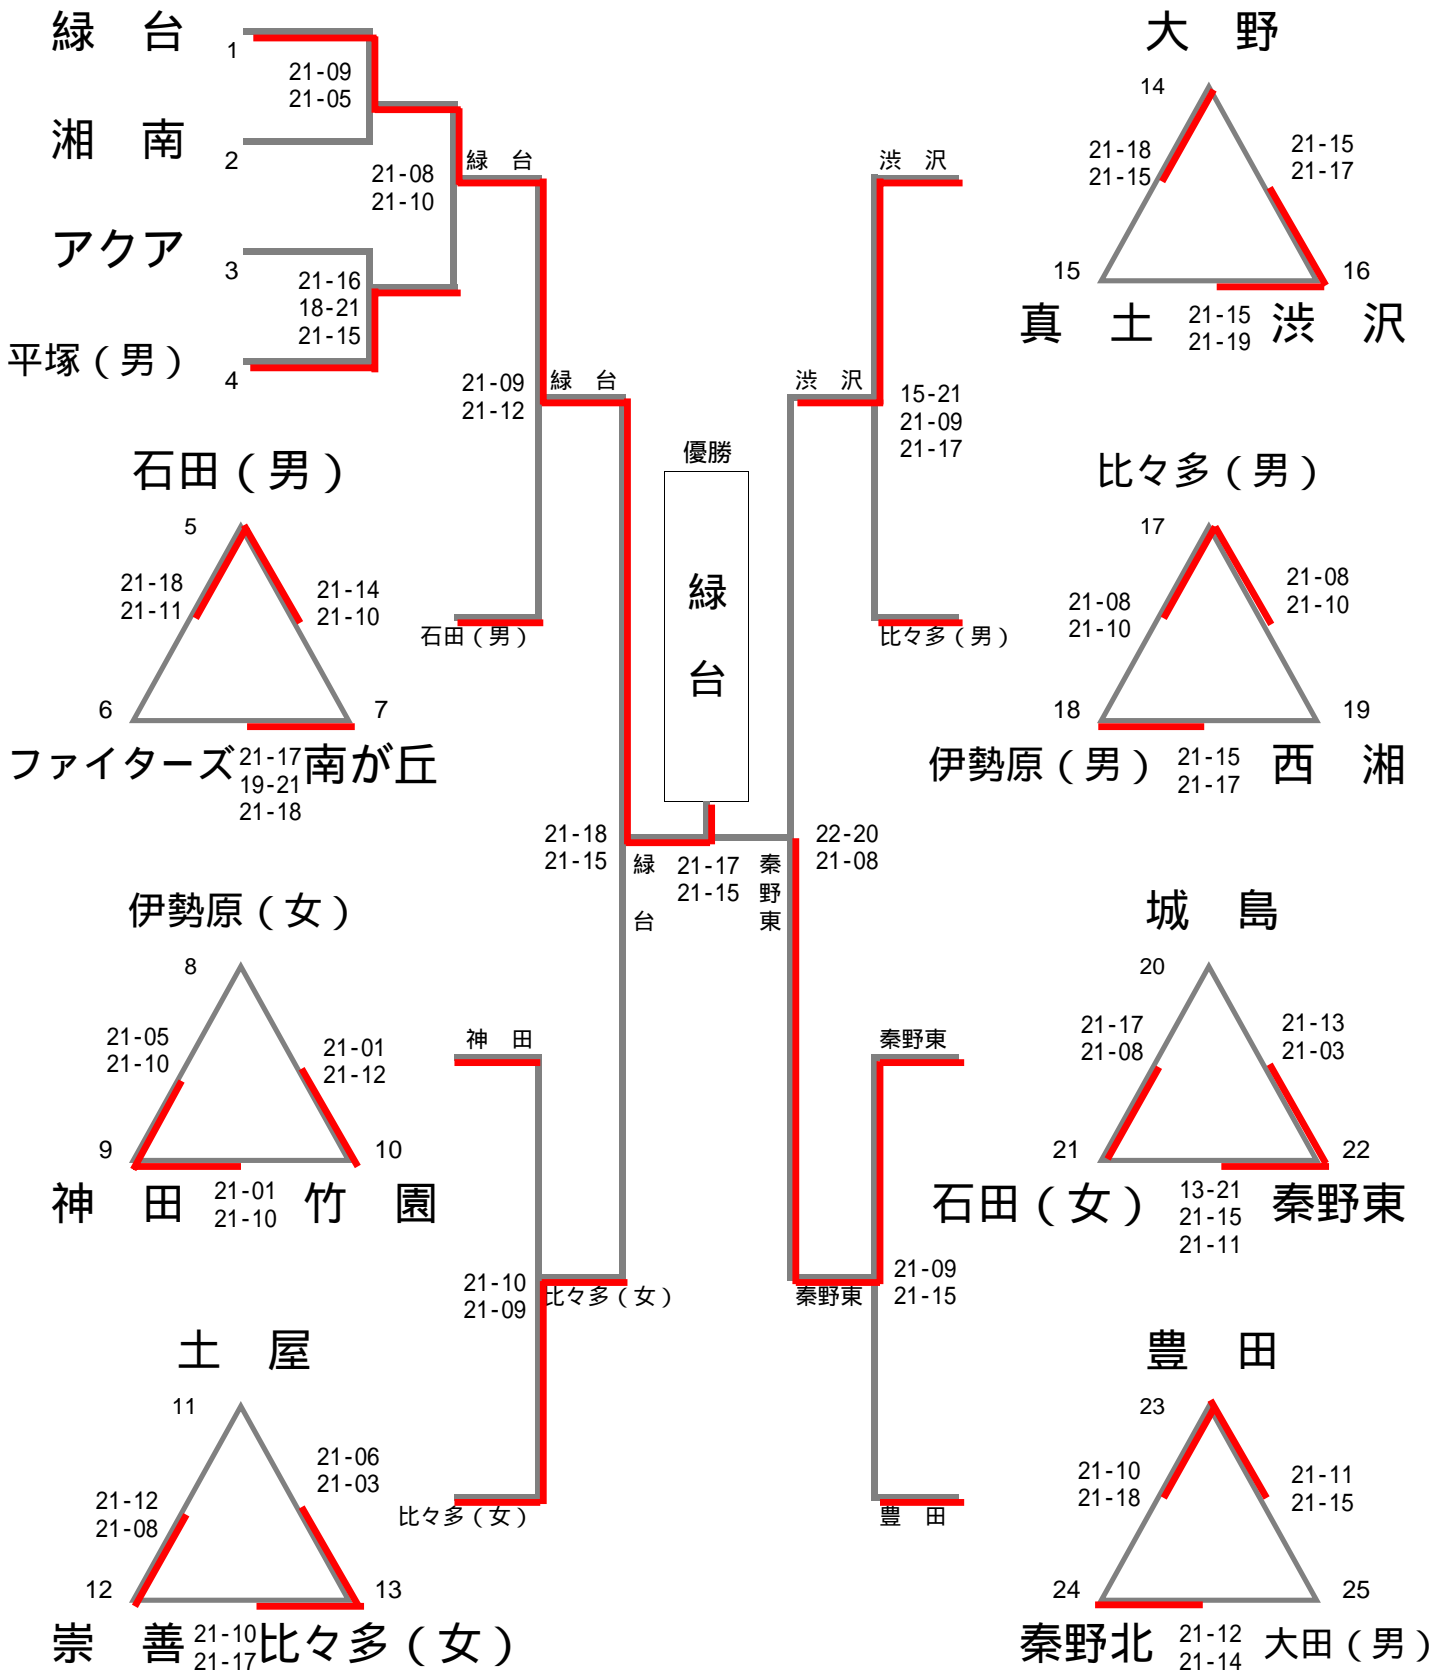 緑　台
1
21-09
21-05
湘　南
2
緑　台
21-08
21-10
アクア
3
21-16
18-21
21-15
平塚（男）
4
21-09
21-12
緑　台
石田（男）
5
21-18
21-11
21-14
21-10
石田（男）
6
7
ファイターズ
21-17
19-21
21-18
南が丘
21-18
21-15
伊勢原（女）
8
21-05
21-10
21-01
21-12
神　田
9
10
神　田
21-01
21-10
竹　園
21-10
21-09
比々多（女）
土　屋
11
21-12
21-08
21-06
21-03
比々多（女）
12
13
崇　善
21-10
21-17
比々多（女）
優勝
緑台
緑台
21-17
21-15
秦野東
大　野
14
渋　沢
21-18
21-15
21-15
21-17
15
16
真　土
21-15
21-19
渋　沢
渋　沢
15-21
21-09
21-17
比々多（男）
17
21-08
21-10
21-08
21-10
比々多（男）
18
19
伊勢原（男）
21-15
21-17
西　湘
22-20
21-08
城　島
20
秦野東
21-17
21-08
21-13
21-03
21
22
石田（女）
13-21
21-15
21-11
秦野東
秦野東
21-09
21-15
豊　田
23
21-10
21-18
21-11
21-15
豊　田
24
25
秦野北
21-12
21-14
大田（男）